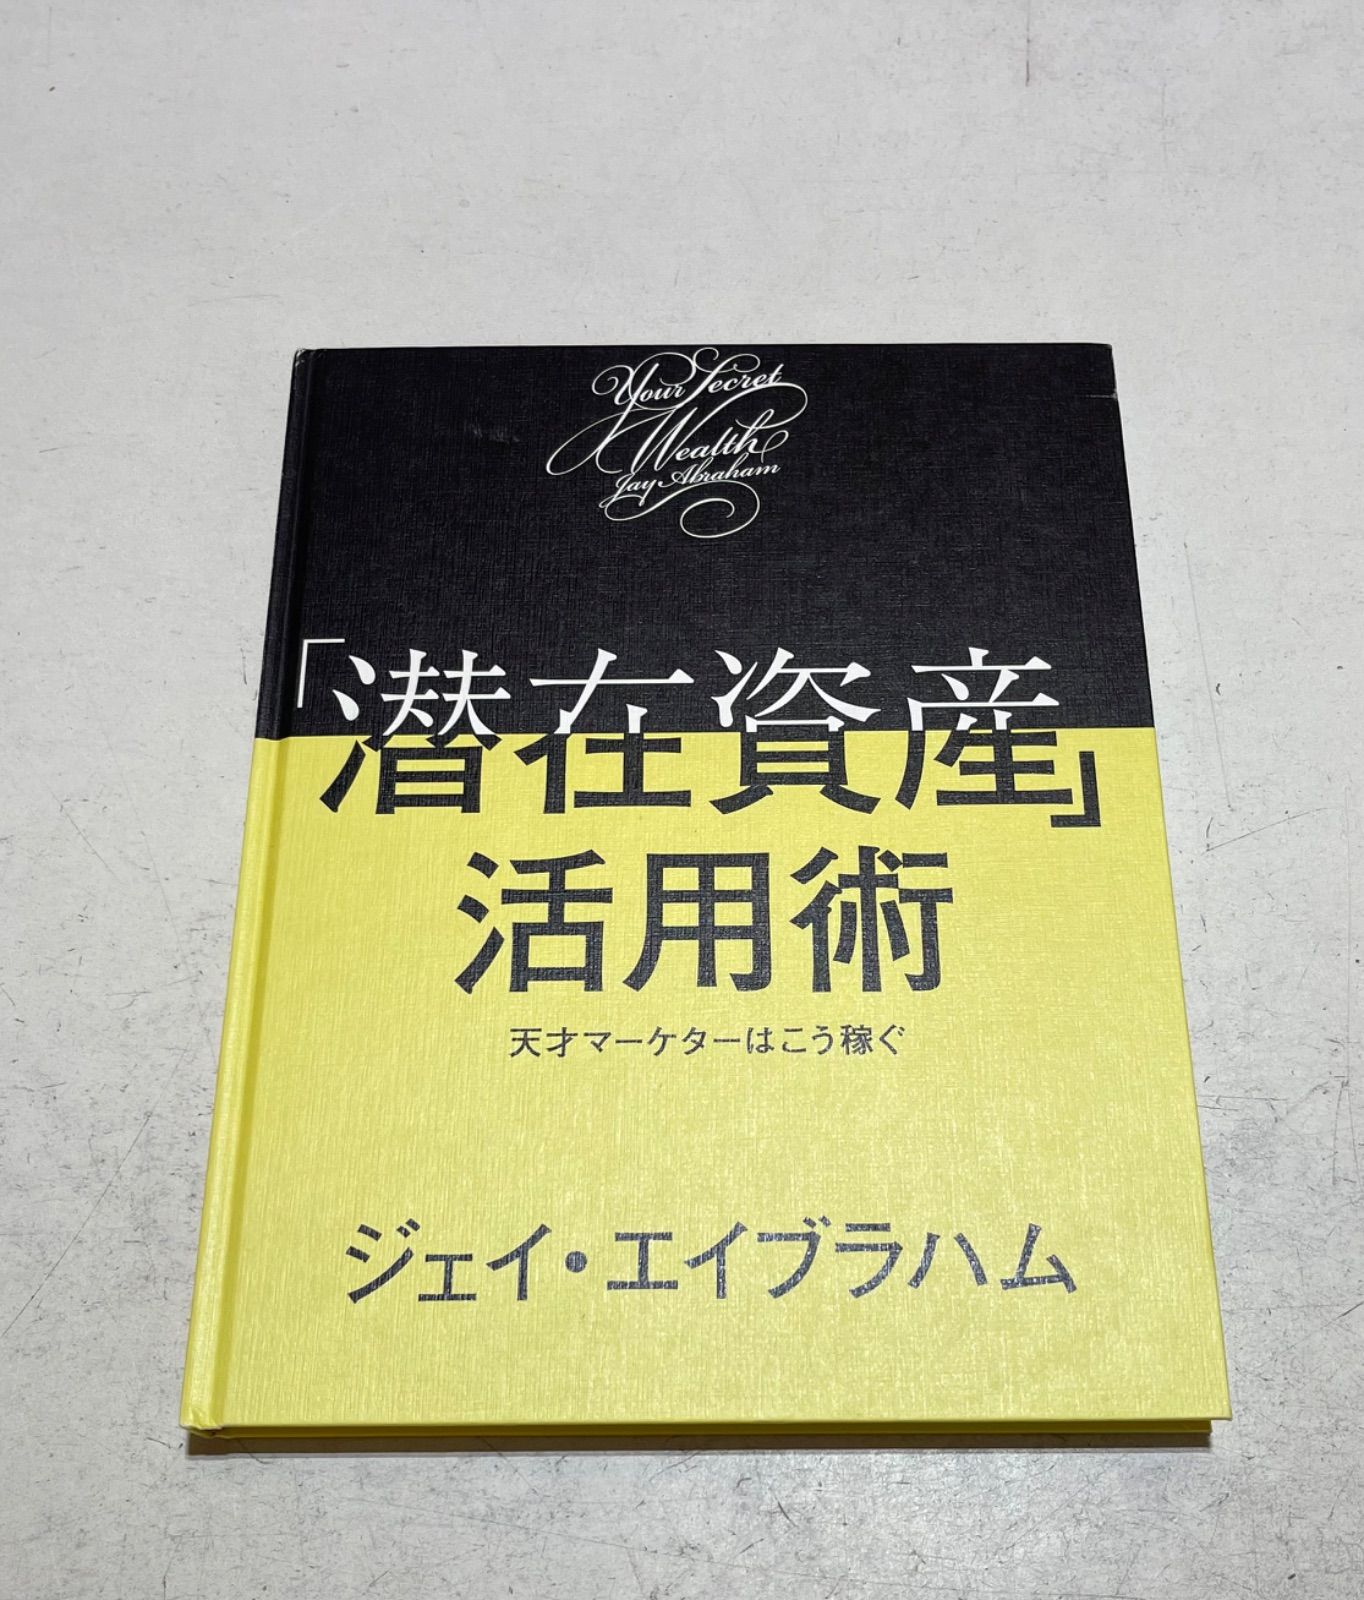 Your Secret
Wealth
Jay Abraham
「潜在資産」
活用術
天才マーケターはこう稼ぐ
ジェイ・エイブラハム